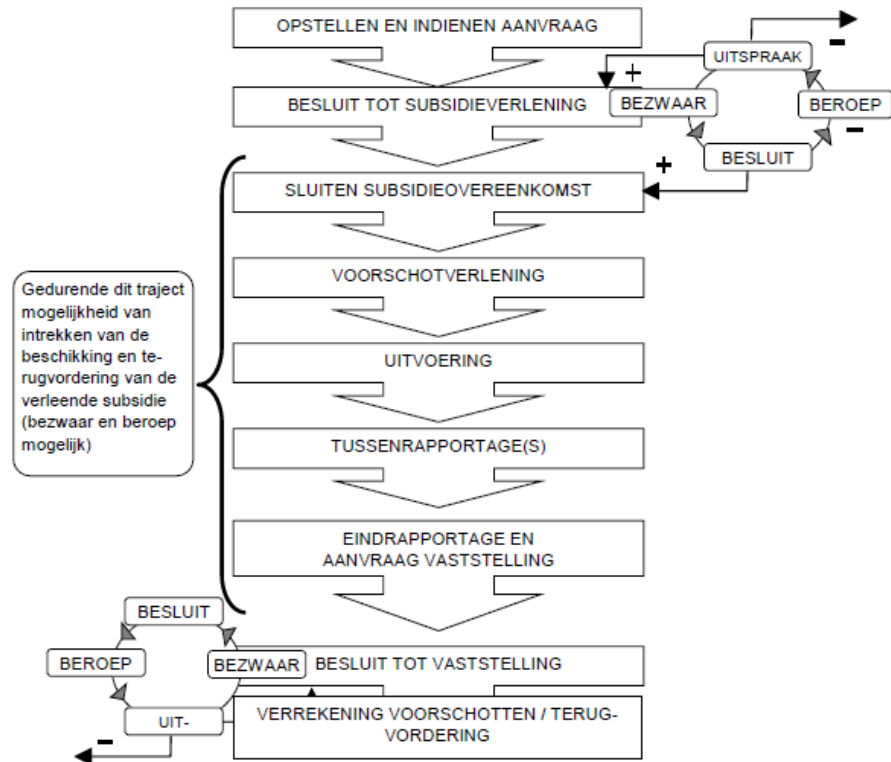 OPSTELLEN EN INDIENEN AANVRAAG
UITSPRAAK
-
+
BESLUIT TOT SUBSIDIEVERLENING
BEZWAAR
BEROEP
-
BESLUIT
+
SLUITEN SUBSIDIEOVEREENKOMST
VOORSCHOTVERLENING
Gedurende dit traject
mogelijkheid van
intrekken van de
beschikking en te-
rugvordering van de
verleende subsidie
(bezwaar en beroep
mogelijk)
UITVOERING
TUSSENRAPPORTAGE(S)
EINDRAPPORTAGE EN
AANVRAAG VASTSTELLING
BESLUIT
BEROEP
BEZWAAR
BESLUIT TOT VASTSTELLING
UIT-
-
VERREKENING VOORSCHOTTEN / TERUG-
VORDERING